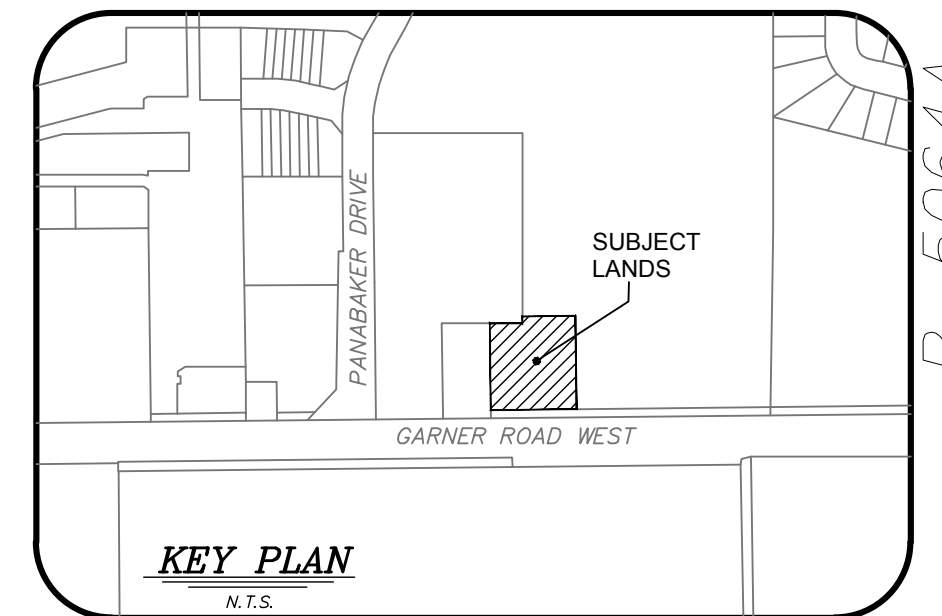 SUBJECT
LANDS
PANABAKER DRIVE
GARNER ROAD WEST
KEY PLAN
N.T.S.